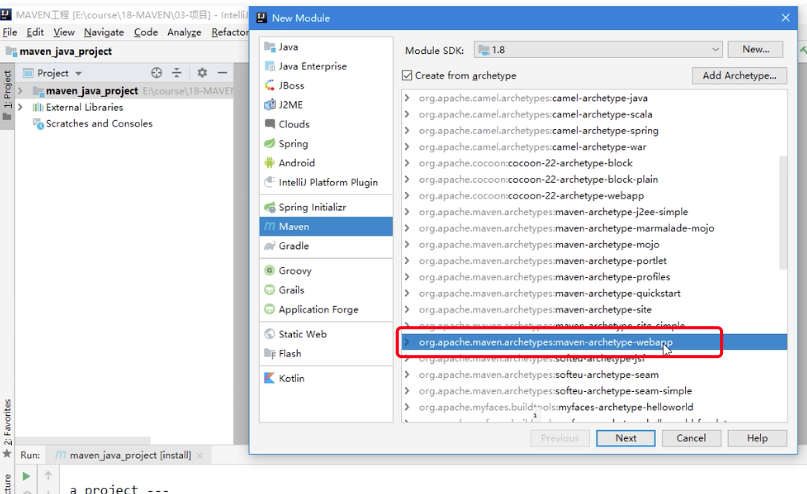 MAVEN工程 [E:\course\18-MAVEN\03-项目] - IntelliJ
File Edit View Navigate Code Analyze Refactor
maven_java_project
Project
maven_java_project E:\course\18-MAVEN
External Libraries
Scratches and Consoles
1: Project
2: Favorites
Run: maven_java_project [install]
a project ---
New Module
Java
Java Enterprise
JBoss
J2ME
Clouds
Spring
Android
IntelliJ Platform Plugin
Spring Initializr
Maven
Gradle
Groovy
Grails
Application Forge
Static Web
Flash
Kotlin
Module SDK: 1.8 New...
Create from archetype Add Archetype...
org.apache.camel.archetypes:camel-archetype-java
org.apache.camel.archetypes:camel-archetype-scala
org.apache.camel.archetypes:camel-archetype-spring
org.apache.camel.archetypes:camel-archetype-war
org.apache.cocoon:cocoon-22-archetype-block
org.apache.cocoon:cocoon-22-archetype-block-plain
org.apache.cocoon:cocoon-22-archetype-webapp
org.apache.maven.archetypes:maven-archetype-j2ee-simple
org.apache.maven.archetypes:maven-archetype-marmalade-mojo
org.apache.maven.archetypes:maven-archetype-mojo
org.apache.maven.archetypes:maven-archetype-portlet
org.apache.maven.archetypes:maven-archetype-profiles
org.apache.maven.archetypes:maven-archetype-quickstart
org.apache.maven.archetypes:maven-archetype-site
org.apache.maven.archetypes:maven-archetype-site-simple
org.apache.maven.archetypes:maven-archetype-webapp
org.apache.maven.archetypes:softeu-archetype-jsf
org.apache.maven.archetypes:softeu-archetype-seam
org.apache.maven.archetypes:softeu-archetype-seam-simple
org.apache.myfaces.buildtools:myfaces-archetype-helloworld
1
Previous Next Cancel Help